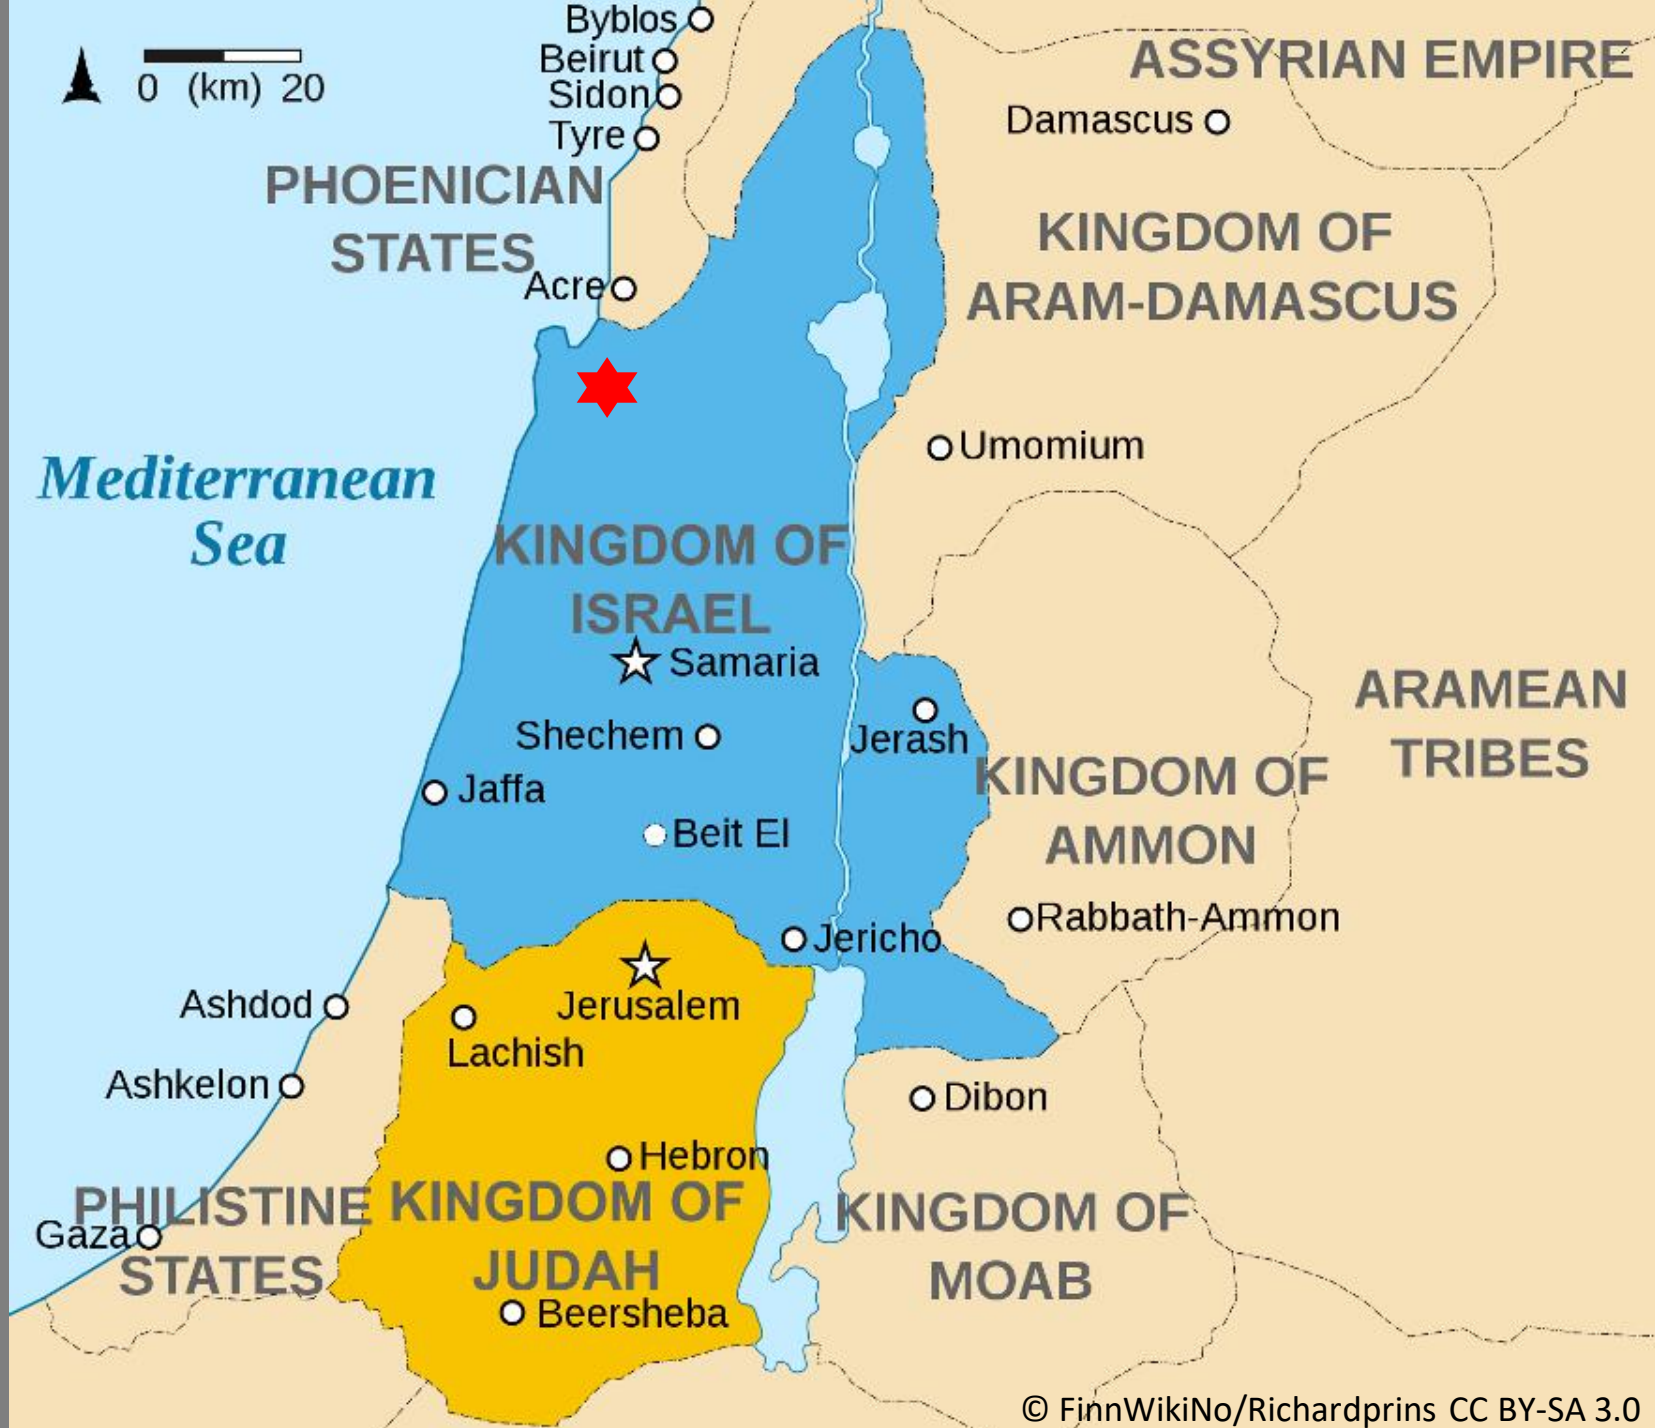 Byblos
Beirut
Sidon
Tyre
0 (km) 20
ASSYRIAN EMPIRE
Damascus
PHOENICIAN
STATES
Acre
KINGDOM OF
ARAM-DAMASCUS
Umomium
Mediterranean
Sea
KINGDOM OF
ISRAEL
Samaria
Shechem
Jerash
Jaffa
Beit El
KINGDOM OF
AMMON
ARAMEAN
TRIBES
Rabbath-Ammon
Jericho
Jerusalem
Ashdod
Lachish
Ashkelon
Dibon
Hebron
PHILISTINE
STATES
Gaza
KINGDOM OF
JUDAH
KINGDOM OF
MOAB
Beersheba
© FinnWikiNo/Richardprins CC BY-SA 3.0